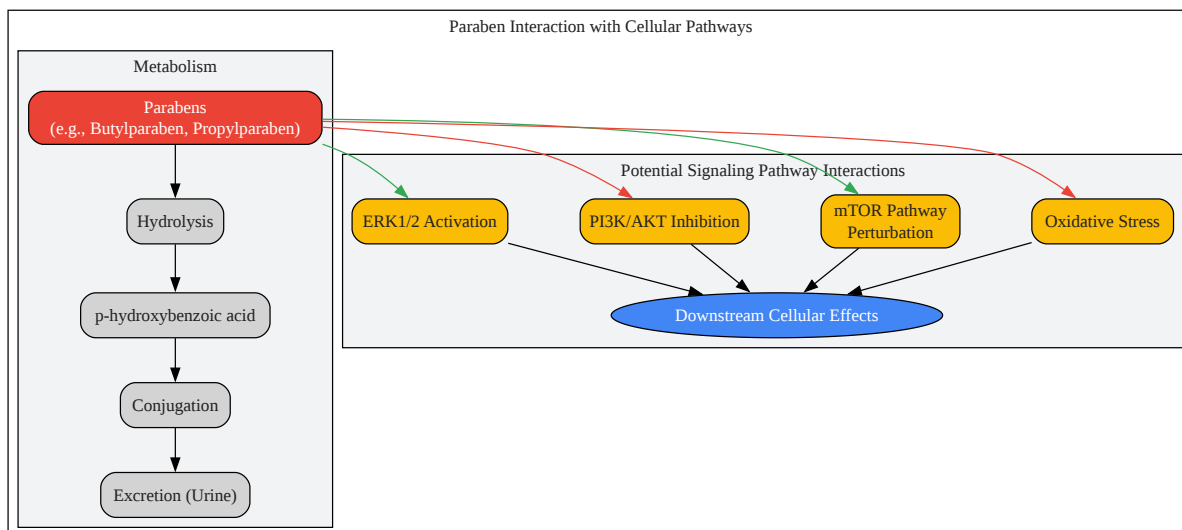 Paraben Interaction with Cellular Pathways
Metabolism
Parabens
(e.g., Butylparaben, Propylparaben)
Hydrolysis
p-hydroxybenzoic acid
Conjugation
Excretion (Urine)
Potential Signaling Pathway Interactions
ERK1/2 Activation
PI3K/AKT Inhibition
mTOR Pathway
Perturbation
Oxidative Stress
Downstream Cellular Effects